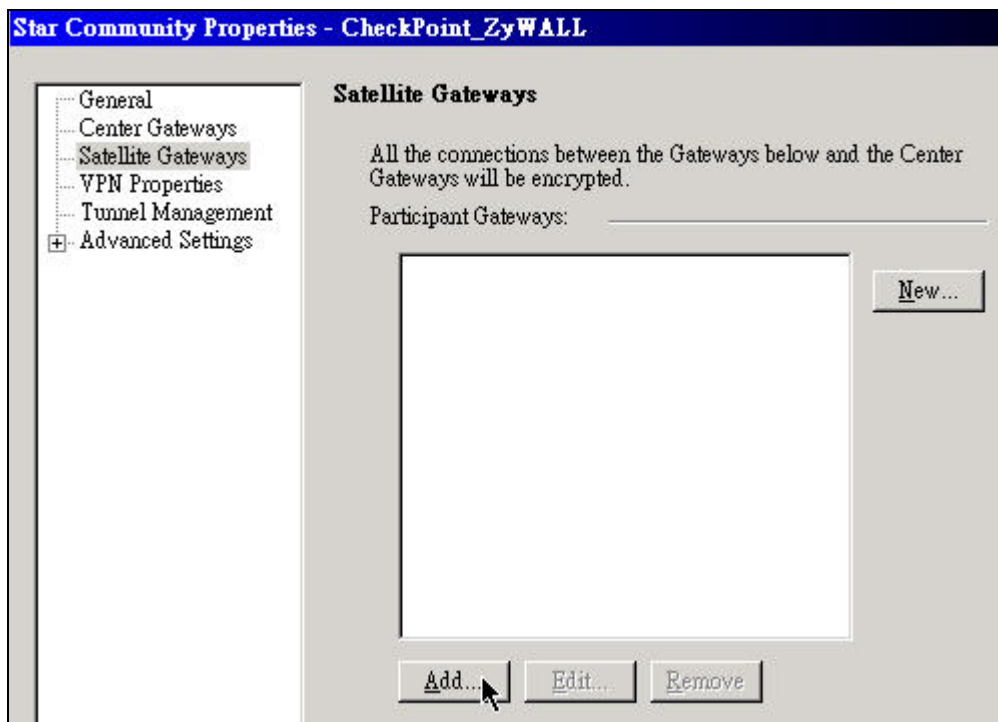 Star Community Properties - CheckPoint_ZyWALL
General
Center Gateways
Satellite Gateways
VPN Properties
Tunnel Management
Advanced Settings
Satellite Gateways
All the connections between the Gateways below and the Center
Gateways will be encrypted.
Participant Gateways:
New...
Add...
Edit...
Remove